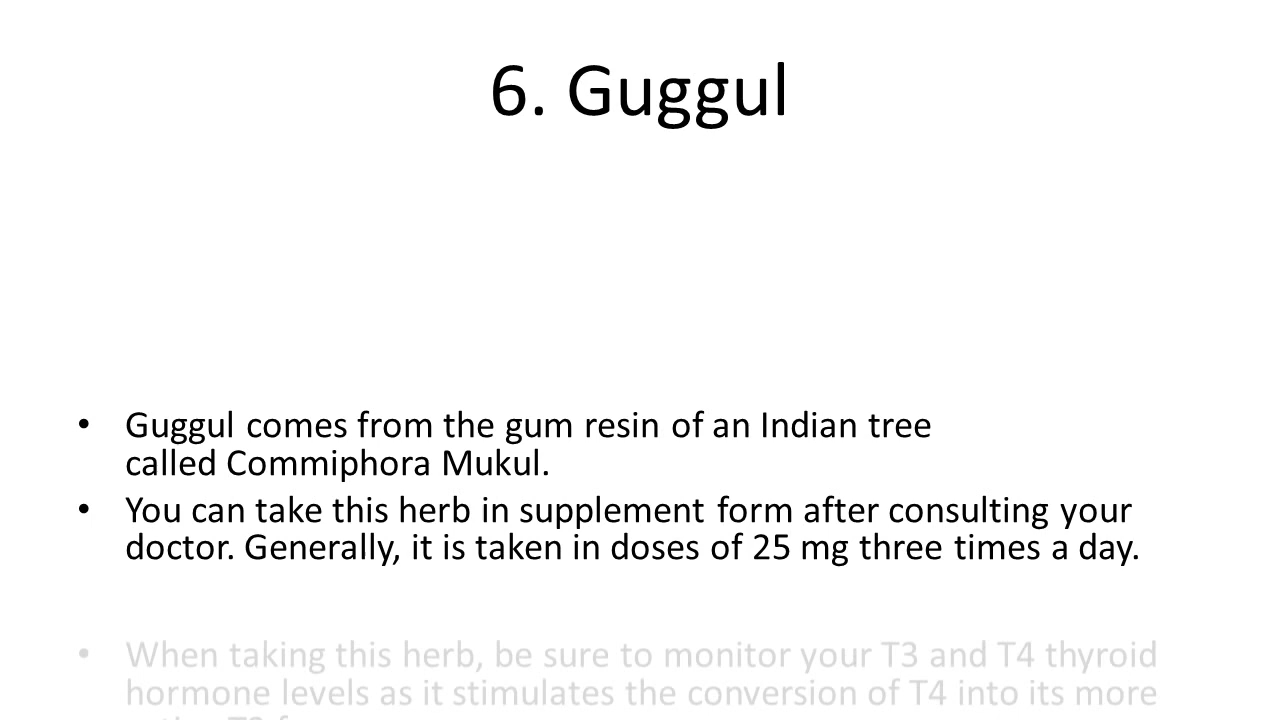 6. Guggul
• Guggul comes from the gum resin of an Indian tree
called Commiphora Mukul.
• You can take this herb in supplement form after consulting your
doctor. Generally, it is taken in doses of 25 mg three times a day.
• When taking this herb, be sure to monitor your T3 and T4 thyroid
hormone levels as it stimulates the conversion of T4 into its more